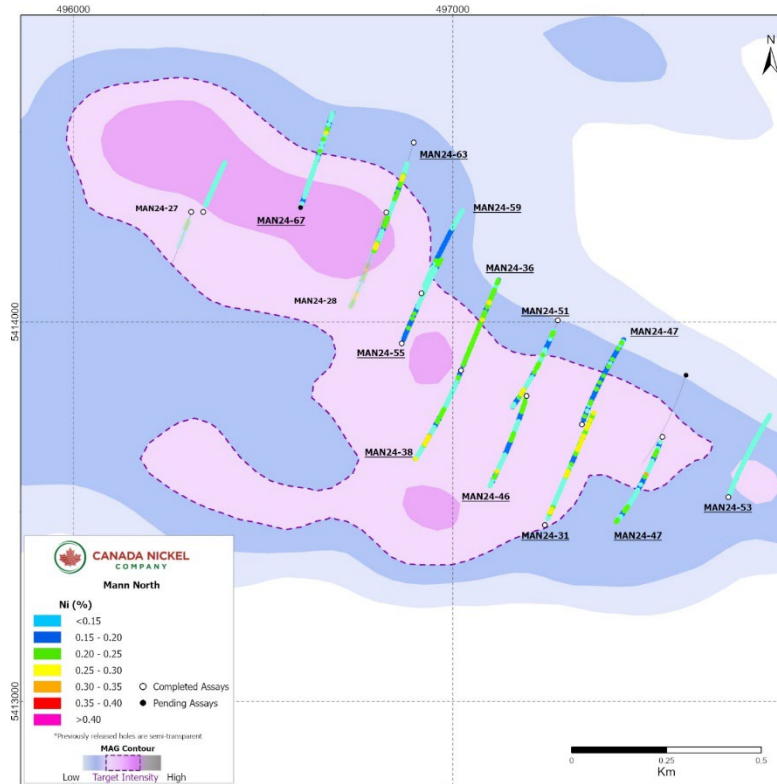 496000
497000
N
MAN24-63
MAN24-27
MAN24-67
MAN24-59
MAN24-36
MAN24-28
MAN24-51
5414000
MAN24-47
MAN24-55
MAN24-38
MAN24-46
MAN24-53
MAN24-31
MAN24-47
CANADA NICKEL
COMPANY
Mann North
Ni (%)
<0.15
0.15 - 0.20
0.20 - 0.25
0.25 - 0.30
0.30 - 0.35
0.35 - 0.40
>0.40
Completed Assays
Pending Assays
*Previously released holes are semi-transparent
MAG Contour
Low Target Intensity High
5413000
0 0.25 0.5
Km